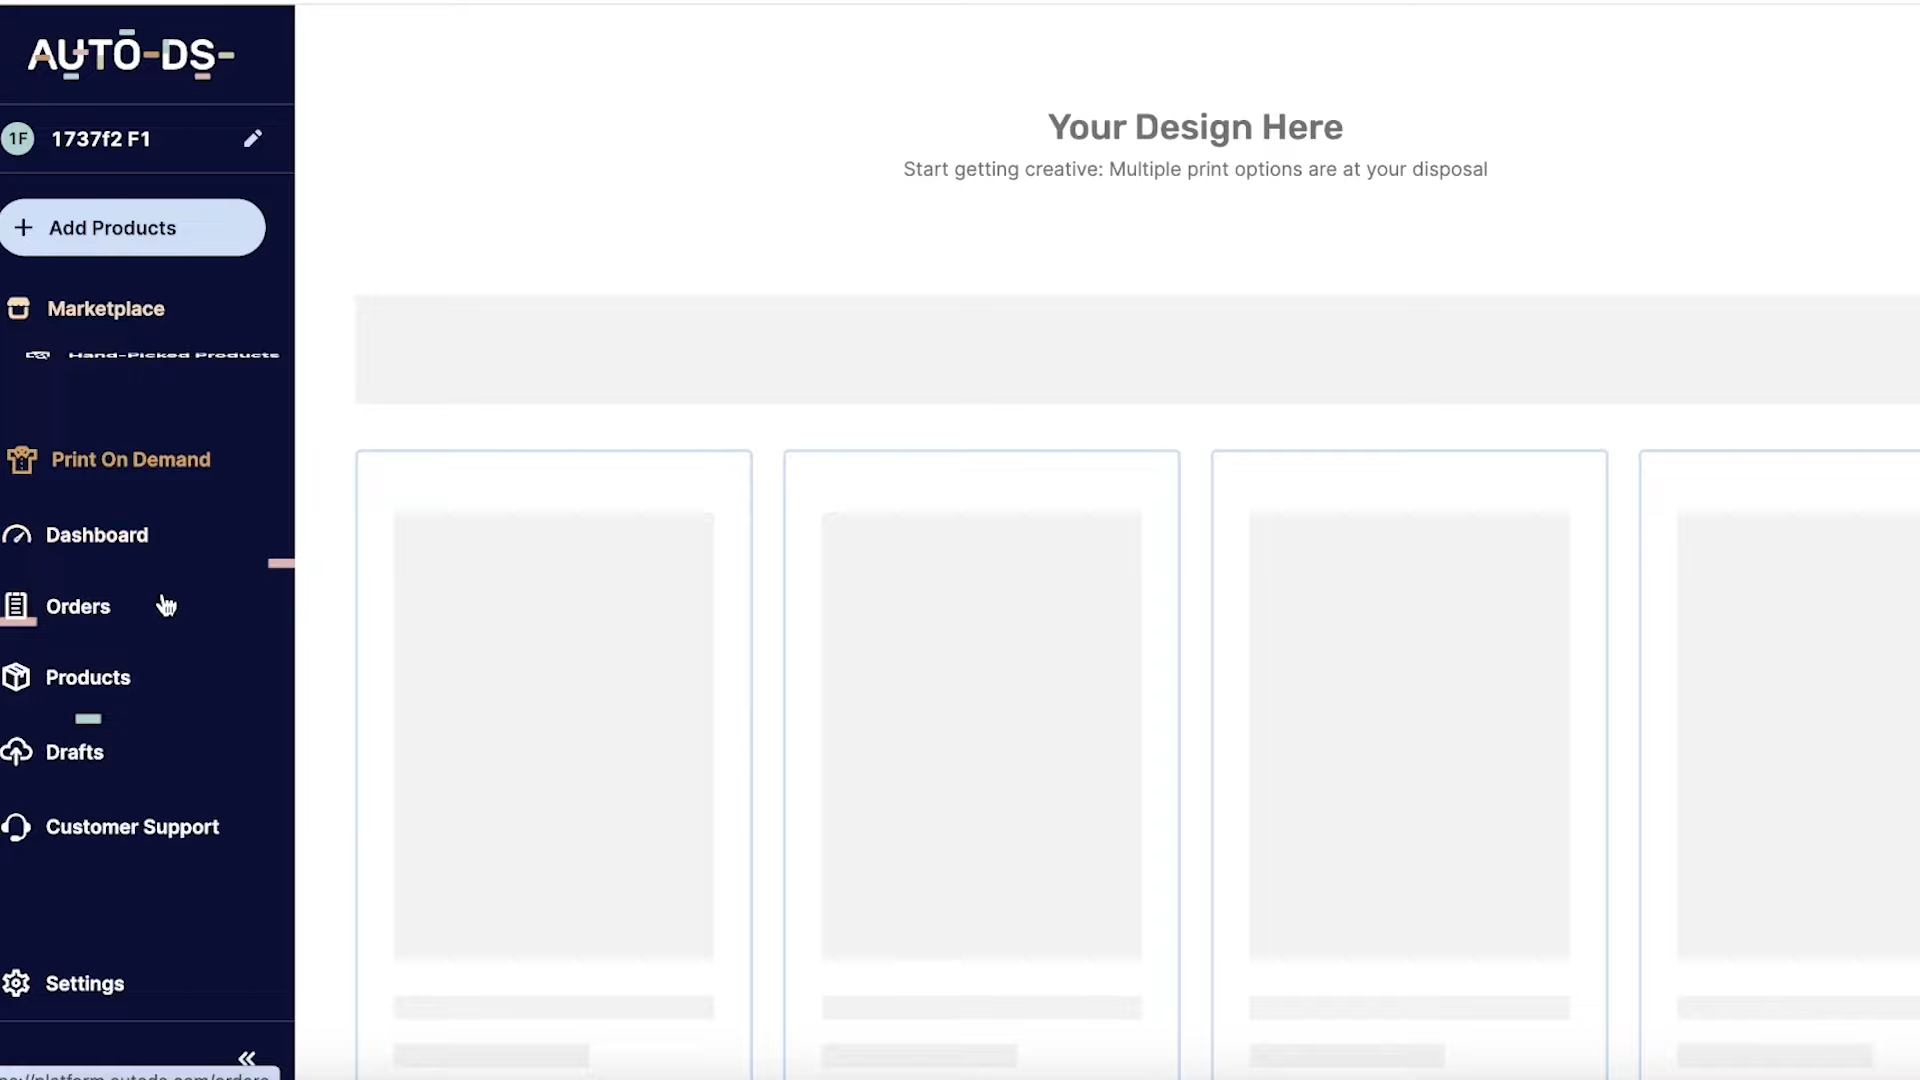 AUTO-DS-
1F 1737f2 F1
+ Add Products
Marketplace
Hand-Picked Products
Print On Demand
Dashboard
Orders
Products
Drafts
Customer Support
Settings
Your Design Here
Start getting creative: Multiple print options are at your disposal